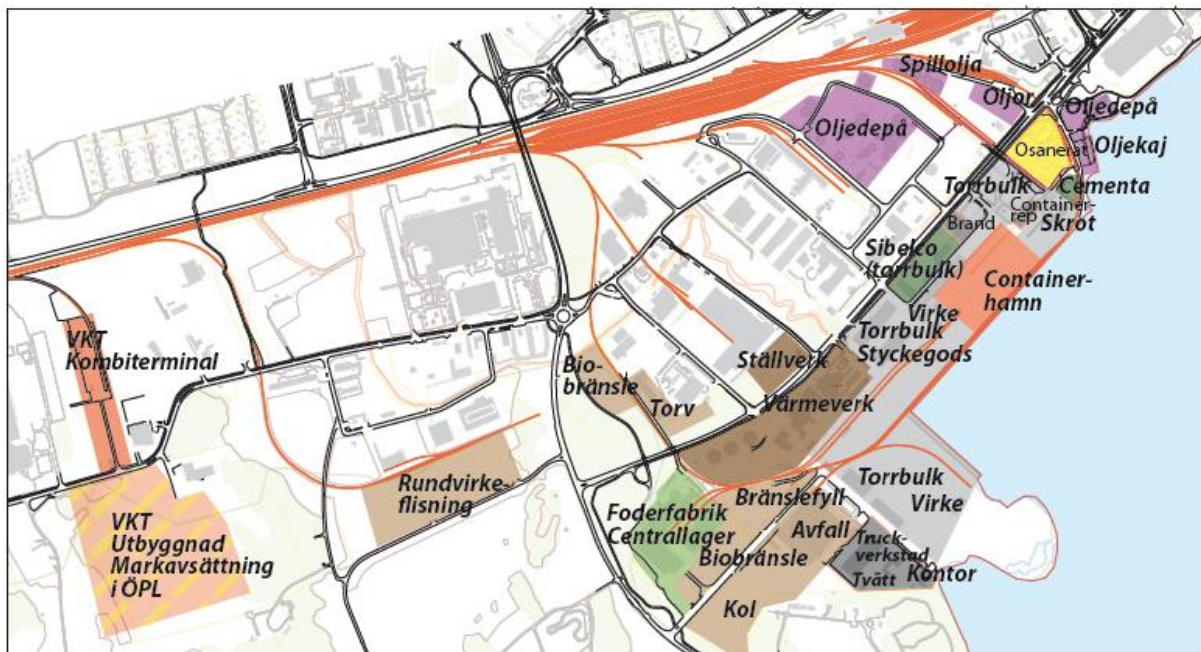 Spillolja
Oljor
Oljedepå
Oljedepå
Oljekaj
Osanerat
Torrbulk
Cementa
Container-
rep
Brand
Skrot
Sibelco
(torrbulk)
Container-
hamn
Virke
Torrbulk
Styckegods
VKT
Kombiterminal
Bio-
bränsle
Ställverk
Torv
Värmeverk
Rundvirke
flisning
Bränslefyll
Torrbulk
Virke
Foderfabrik
Centrallager
Avfall
Biobränsle
Truck-
verkstad
Tvätt
Kontor
Kol
VKT
Utbyggnad
Markavsättning
i ÖPL